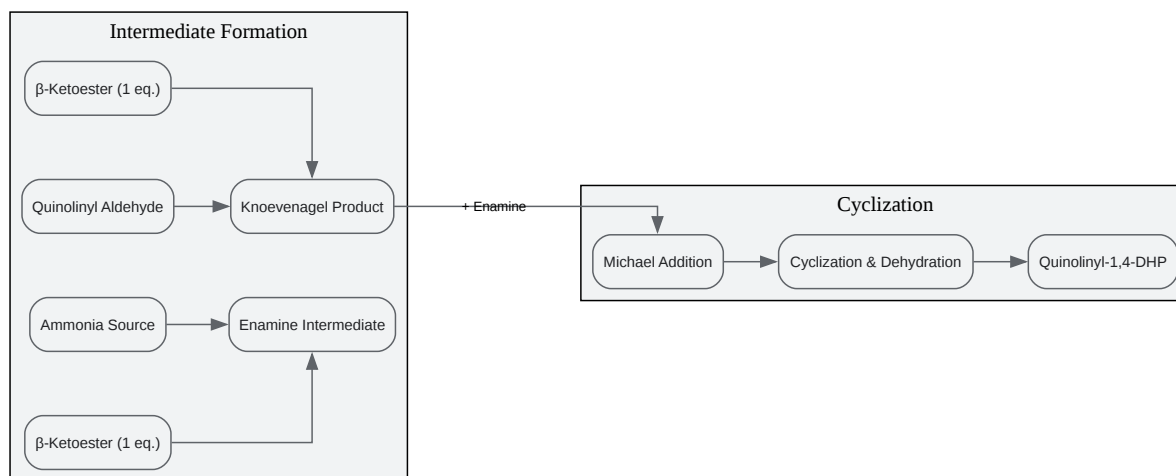 Intermediate Formation
β-Ketoester (1 eq.)
Quinolinyl Aldehyde
Knoevenagel Product
Ammonia Source
Enamine Intermediate
β-Ketoester (1 eq.)
+ Enamine
Cyclization
Michael Addition
Cyclization & Dehydration
Quinolinyl-1,4-DHP